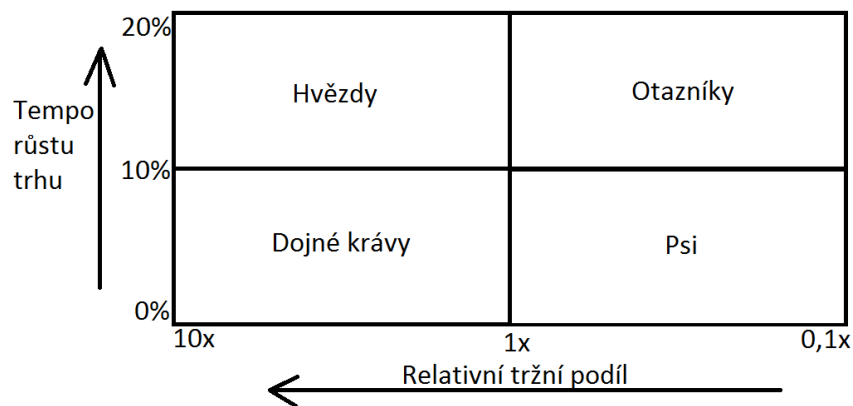 20%
Hvězdy
Otazníky
Tempo
růstu
trhu
10%
Dojné krávy
Psi
0%
10x
1x
0,1x
Relativní tržní podíl